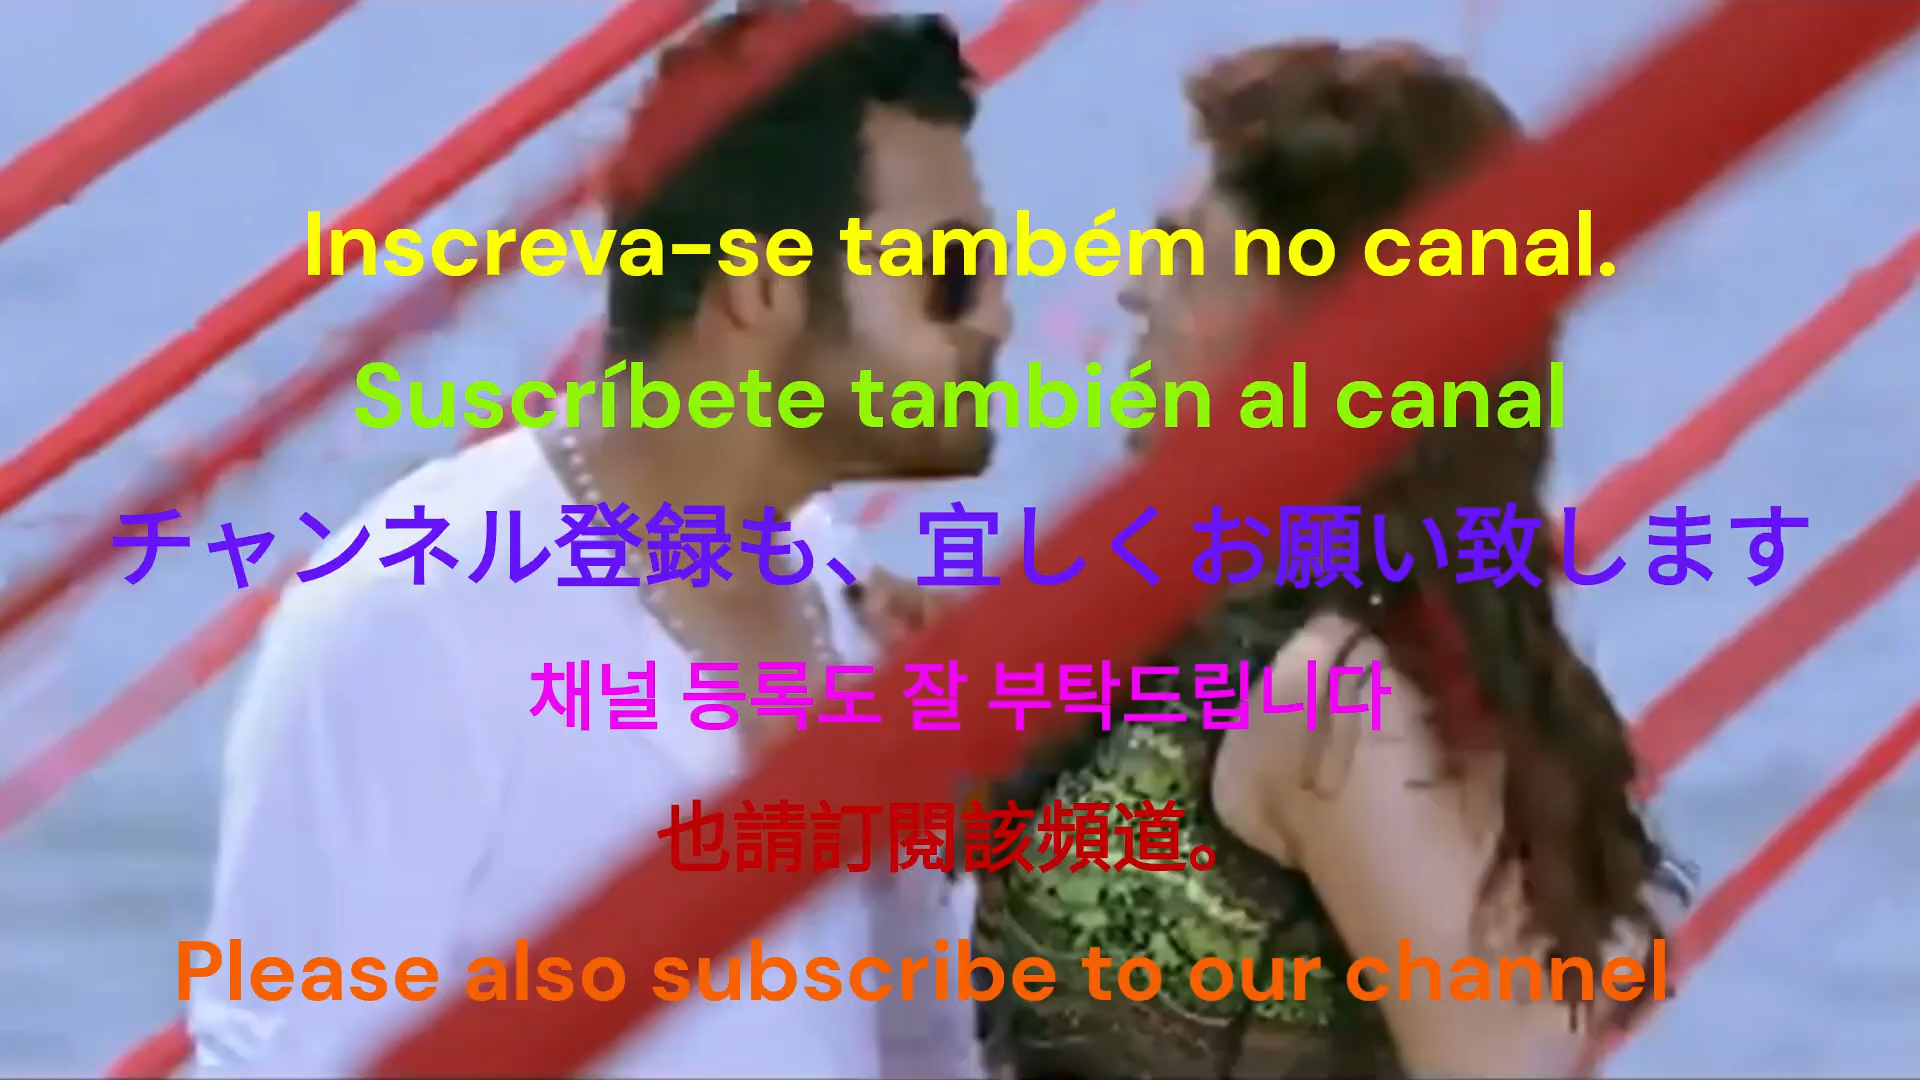 Inscreva-se também no canal.
Suscríbete también al canal
チャンネル登録も、宜しくお願い致します
채널 등록도 잘 부탁드립니다
也請訂閱該頻道。
Please also subscribe to our channel